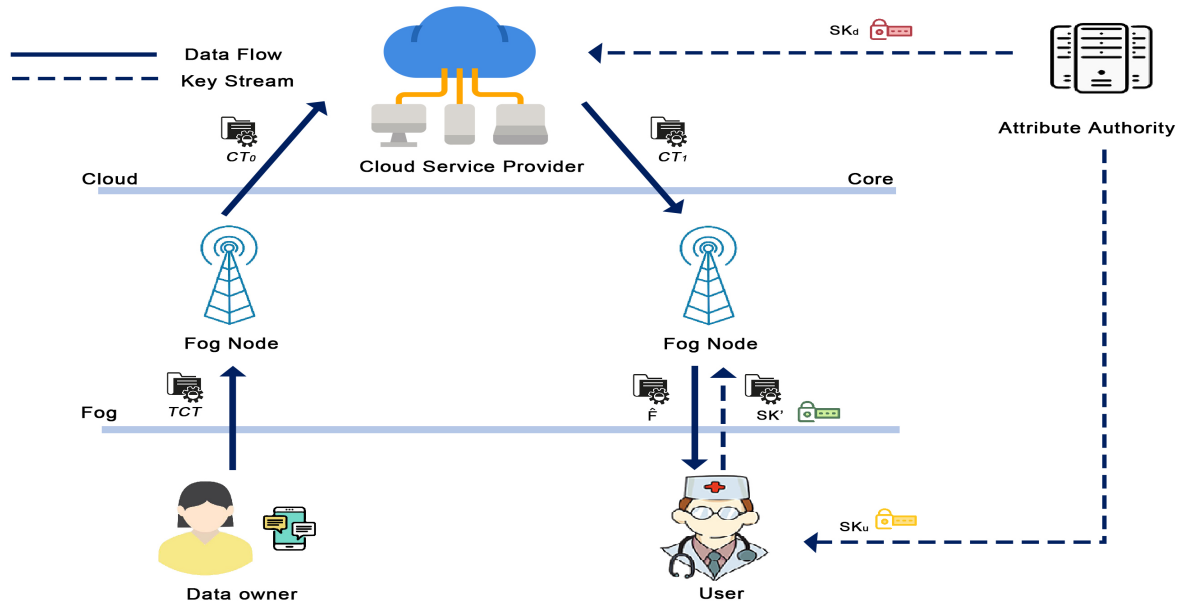 SKd
Data Flow
Key Stream
CT₀
CT₁
Attribute Authority
Cloud Service Provider
Cloud
Core
Fog Node
Fog Node
TCT
Fog
F̂
SK'
SKu
Data owner
User